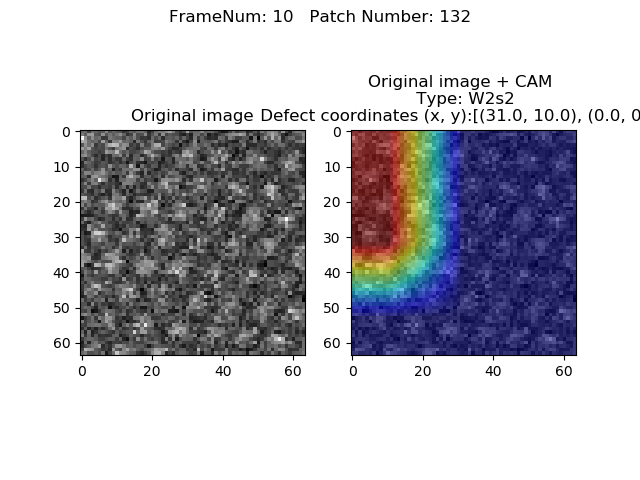 FrameNum: 10   Patch Number: 132
Original image + CAM
Type: W2s2
Original image
Defect coordinates (x, y):[(31.0, 10.0), (0.0, 0
0
10
20
30
40
50
60
0 20 40 60
0
10
20
30
40
50
60
0 20 40 60